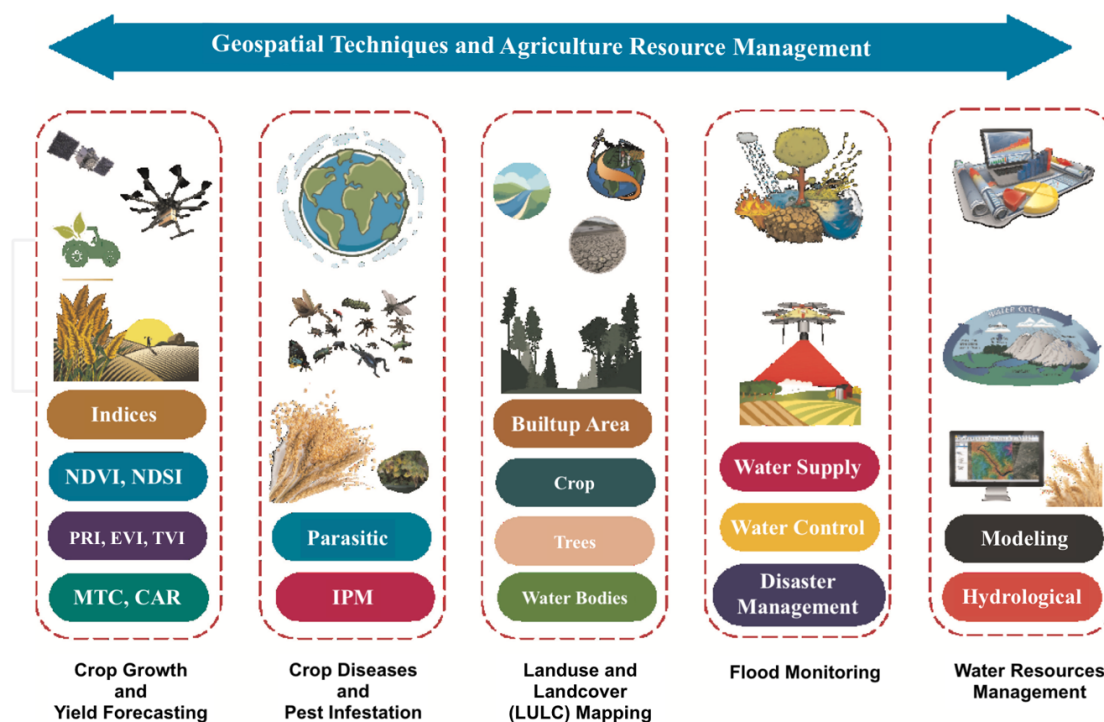 Geospatial Techniques and Agriculture Resource Management
Indices
NDVI, NDSI
PRI, EVI, TVI
MTC, CAR
Crop Growth
and
Yield Forecasting
Parasitic
IPM
Crop Diseases
and
Pest Infestation
Builtup Area
Crop
Trees
Water Bodies
Landuse and
Landcover
(LULC) Mapping
Water Supply
Water Control
Disaster
Management
Flood Monitoring
WATER CYCLE
Modeling
Hydrological
Water Resources
Management